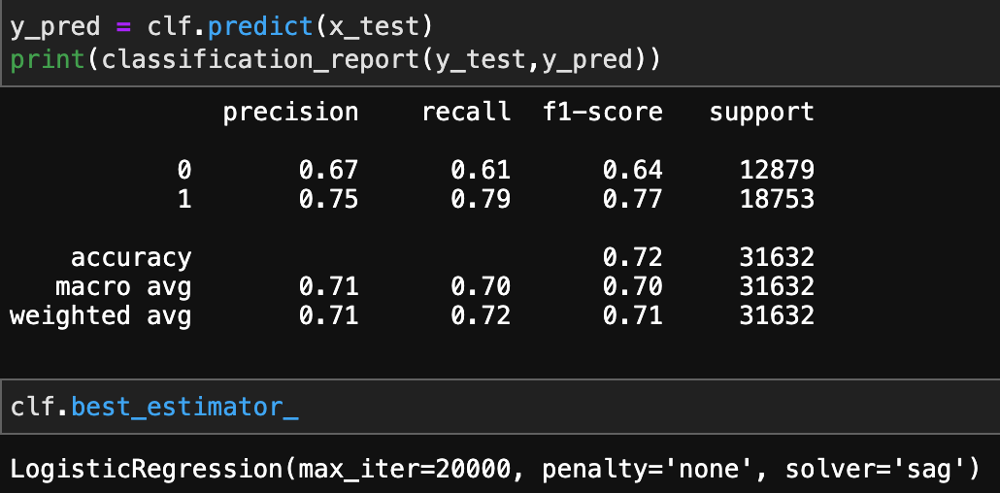 y_pred = clf.predict(x_test)
print(classification_report(y_test,y_pred))
precision recall f1-score support
0 0.67 0.61 0.64 12879
1 0.75 0.79 0.77 18753
accuracy 0.72 31632
macro avg 0.71 0.70 0.70 31632
weighted avg 0.71 0.72 0.71 31632
clf.best_estimator_
LogisticRegression(max_iter=20000, penalty='none', solver='sag')